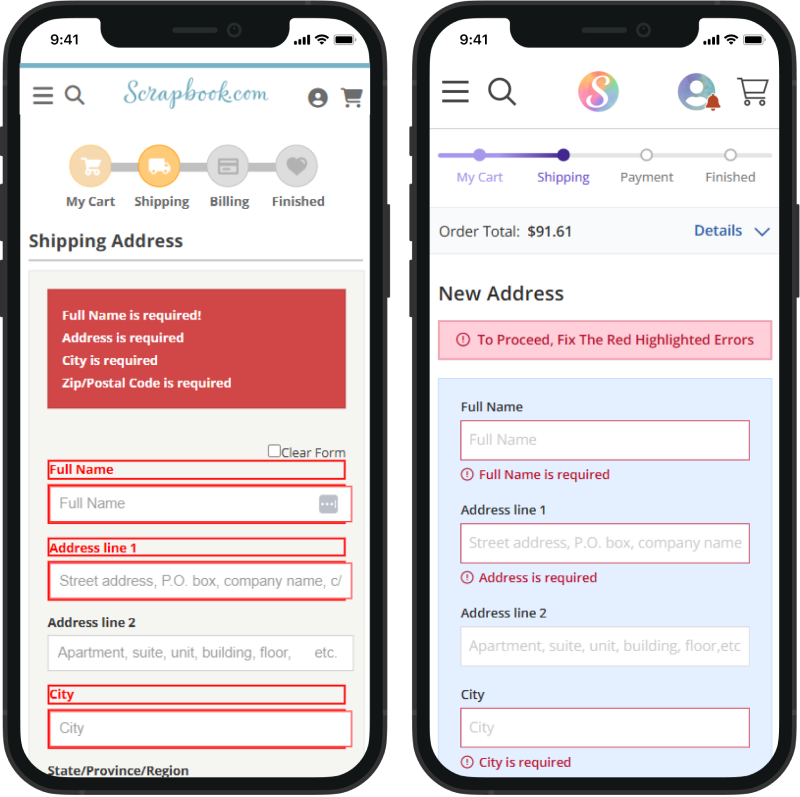 9:41
Scrapbook.com
My Cart Shipping Billing Finished
Shipping Address
Full Name is required!
Address is required
City is required
Zip/Postal Code is required
Clear Form
Full Name
Full Name
Address line 1
Street address, P.O. box, company name, c/
Address line 2
Apartment, suite, unit, building, floor, etc.
City
City
State/Province/Region
9:41
S
My Cart Shipping Payment Finished
Order Total: $91.61 Details
New Address
To Proceed, Fix The Red Highlighted Errors
Full Name
Full Name
Full Name is required
Address line 1
Street address, P.O. box, company name
Address is required
Address line 2
Apartment, suite, unit, building, floor,etc
City
City
City is required